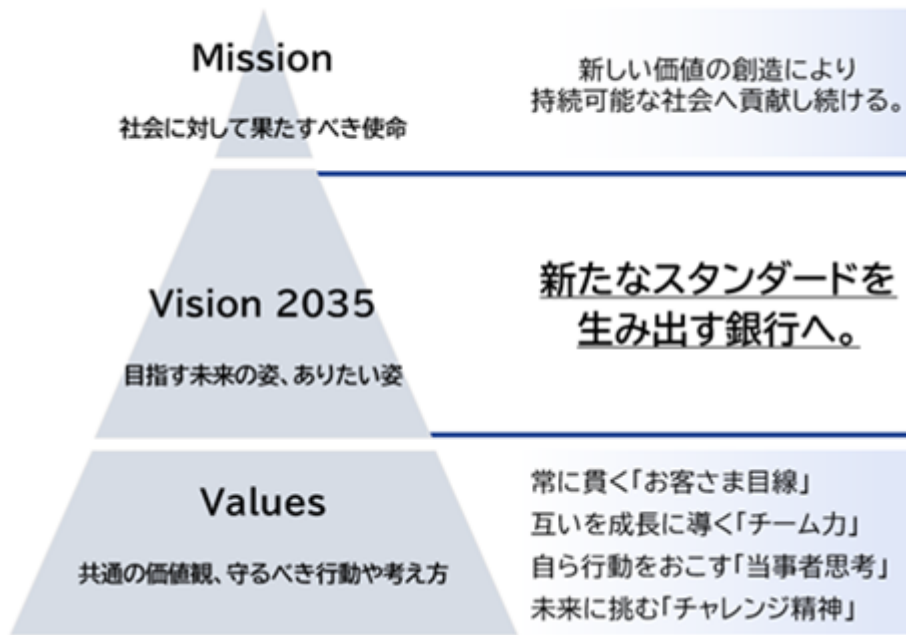 Mission
社会に対して果たすべき使命
新しい価値の創造により
持続可能な社会へ貢献し続ける。
Vision 2035
目指す未来の姿、ありたい姿
新たなスタンダードを
生み出す銀行へ。
Values
共通の価値観、守るべき行動や考え方
常に貫く「お客さま目線」
互いを成長に導く「チーム力」
自ら行動をおこす「当事者思考」
未来に挑む「チャレンジ精神」